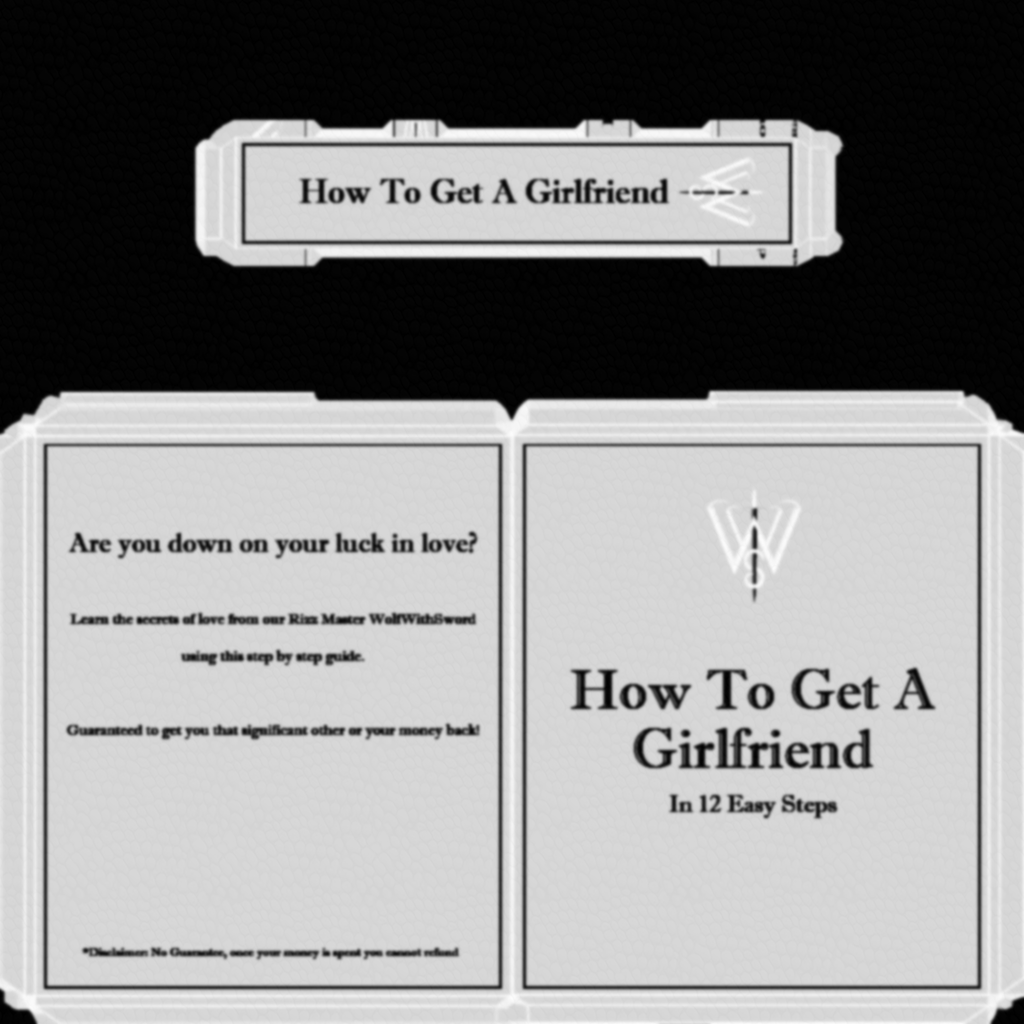 How To Get A Girlfriend
Are you down on your luck in love?
Learn the secrets of love from our Rizz Master WolfWithSword
using this step by step guide.
Guaranteed to get you that significant other or your money back!
*Disclaimer: No Guarantee, once your money is spent you cannot refund
How To Get A
Girlfriend
In 12 Easy Steps